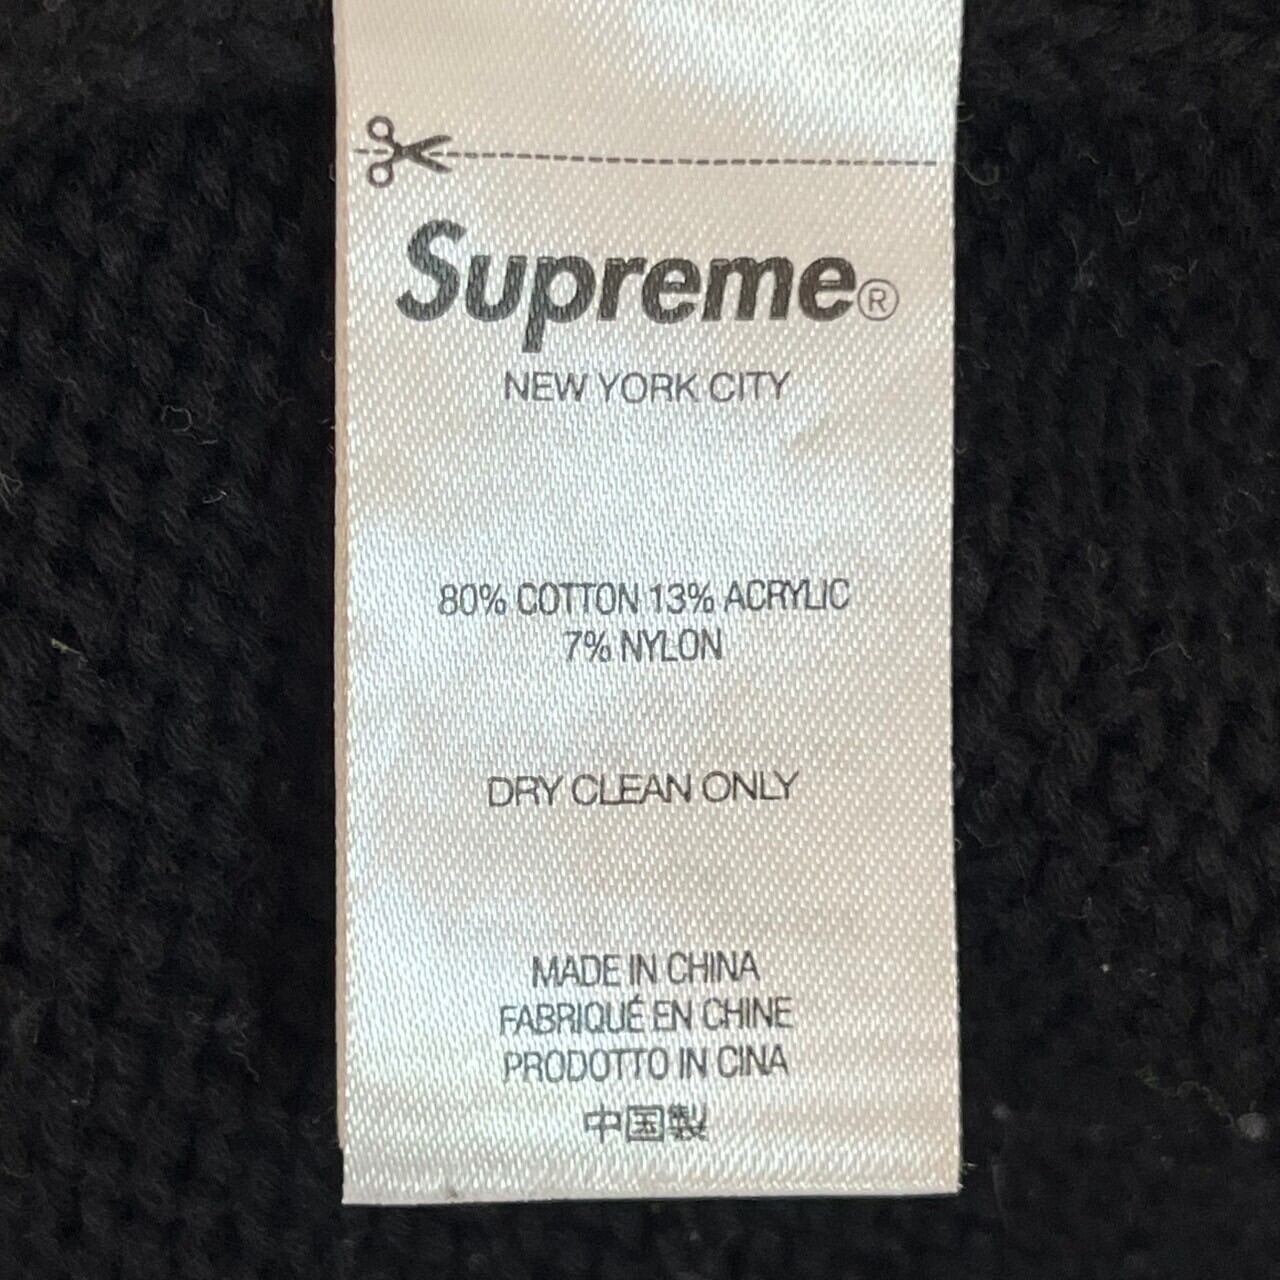 Supreme®
NEW YORK CITY
80% COTTON 13% ACRYLIC
7% NYLON
DRY CLEAN ONLY
MADE IN CHINA
FABRIQUÉ EN CHINE
PRODOTTO IN CINA
中国製